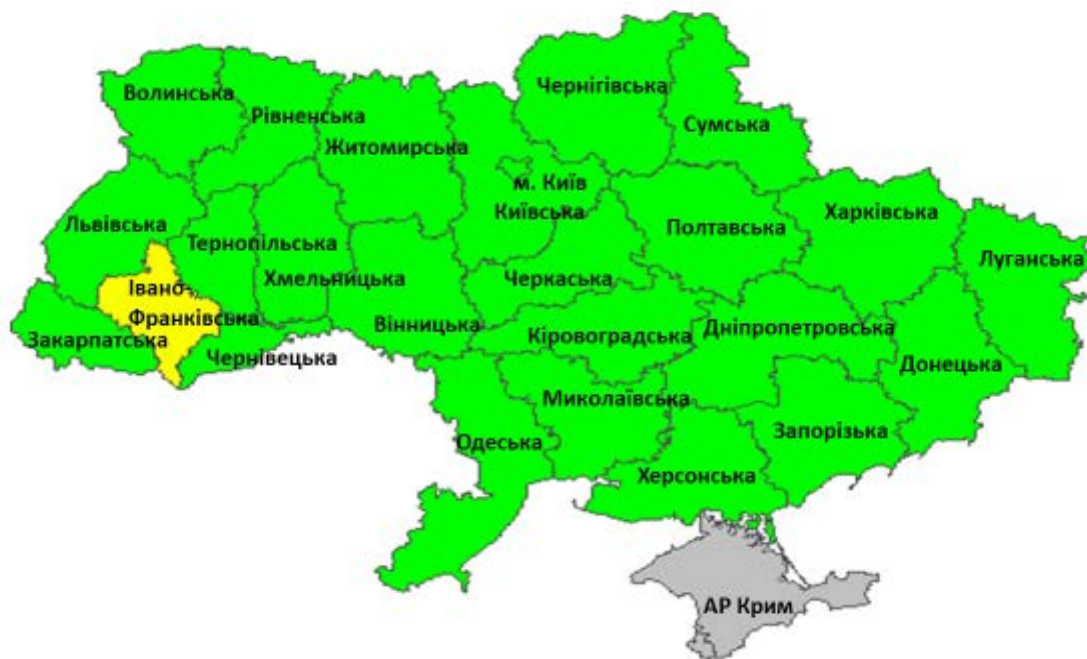 Чернігівська
Волинська
Рівненська
Сумська
Житомирська
м. Київ
Київська
Львівська
Тернопільська
Полтавська
Харківська
Хмельницька
Черкаська
Луганська
Івано-
Франківська
Закарпатська
Вінницька
Кіровоградська
Дніпропетровська
Чернівецька
Донецька
Миколаївська
Одеська
Запорізька
Херсонська
АР Крим